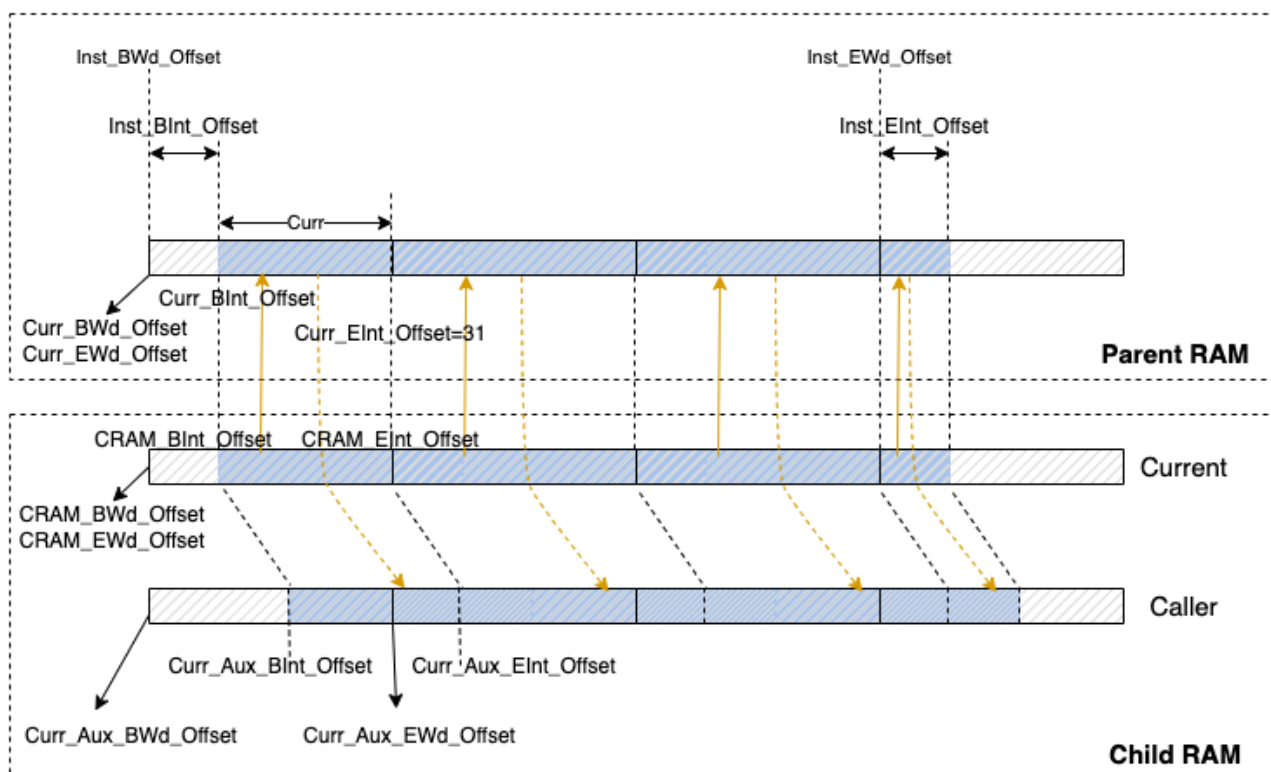 Inst_BWd_Offset
Inst_EWd_Offset
Inst_BInt_Offset
Inst_EInt_Offset
Curr
Curr_BInt_Offset
Curr_BWd_Offset
Curr_EWd_Offset
Curr_EInt_Offset=31
Parent RAM
CRAM_BInt_Offset
CRAM_EInt_Offset
Current
CRAM_BWd_Offset
CRAM_EWd_Offset
Caller
Curr_Aux_BInt_Offset
Curr_Aux_EInt_Offset
Curr_Aux_BWd_Offset
Curr_Aux_EWd_Offset
Child RAM